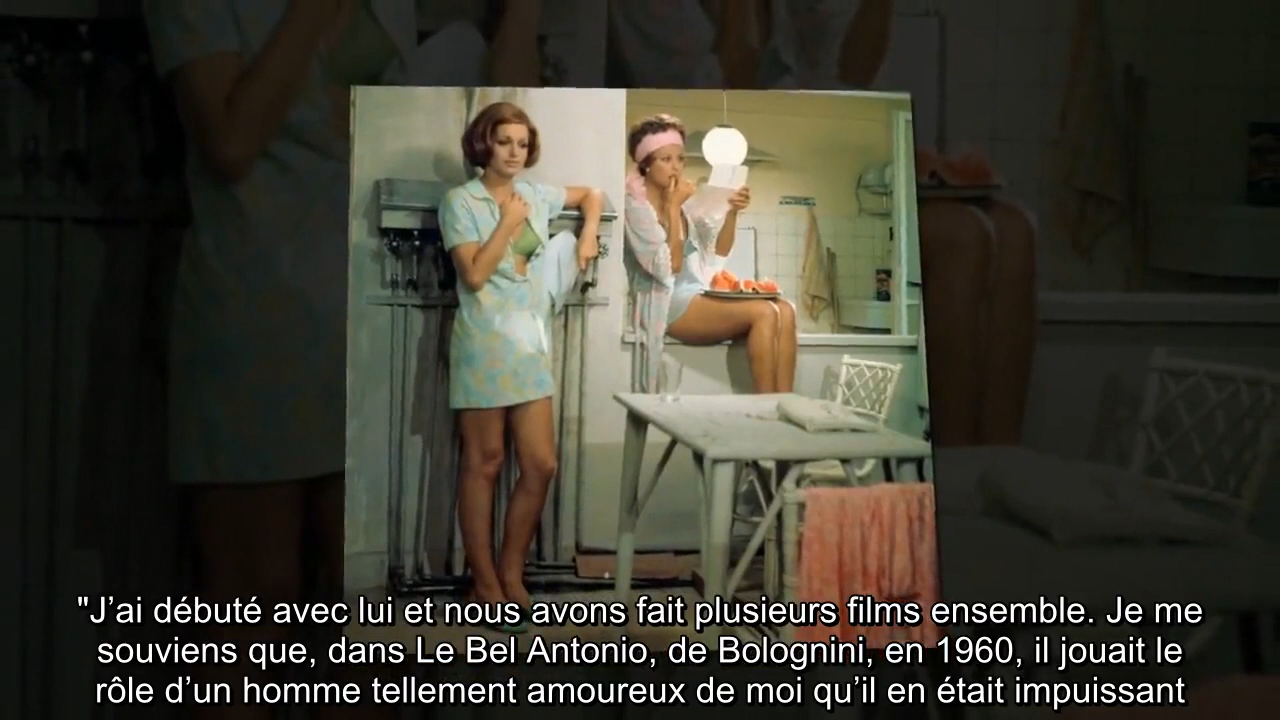 "J’ai débuté avec lui et nous avons fait plusieurs films ensemble. Je me
souviens que, dans Le Bel Antonio, de Bolognini, en 1960, il jouait le
rôle d’un homme tellement amoureux de moi qu’il en était impuissant